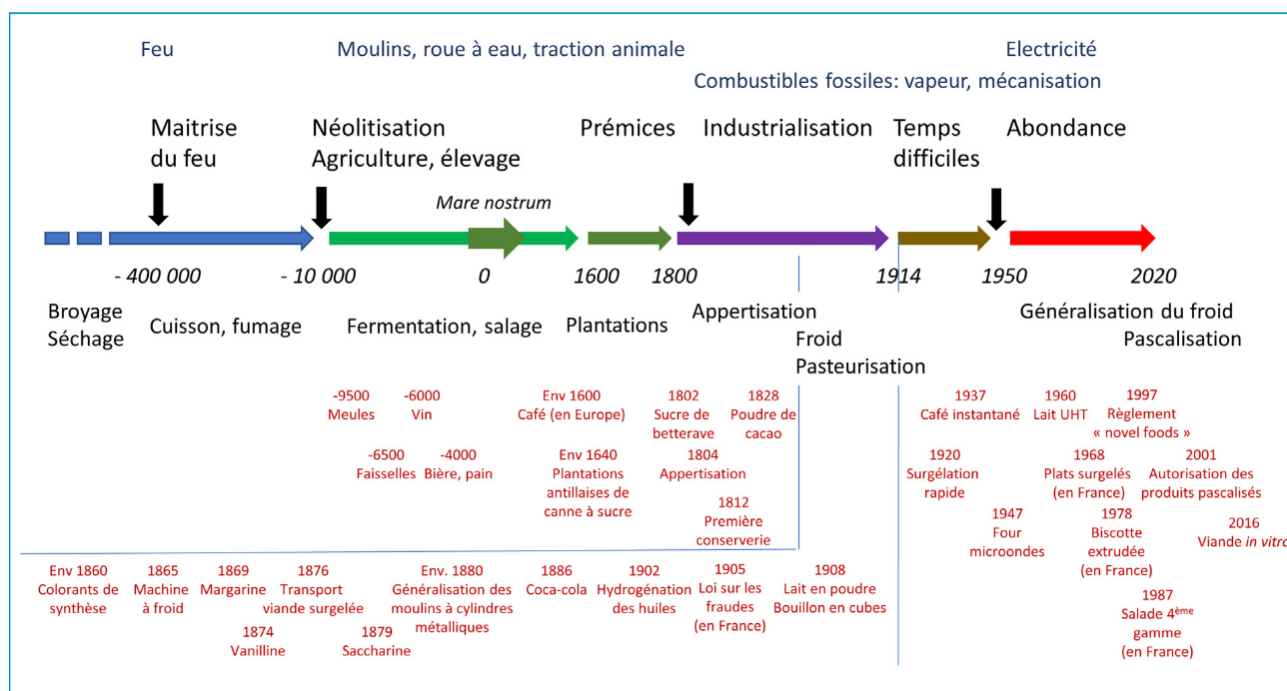 Feu
Moulins, roue à eau, traction animale
Electricité
Combustibles fossiles: vapeur, mécanisation
Maitrise
du feu
Néolitisation
Agriculture, élevage
Prémices
Industrialisation
Temps
difficiles
Abondance
Mare nostrum
- 400 000
- 10 000
0
1600
1800
1914
1950
2020
Broyage
Séchage
Cuisson, fumage
Fermentation, salage
Plantations
Appertisation
Froid
Pasteurisation
Généralisation du froid
Pascalisation
-9500
Meules
-6000
Vin
Env 1600
Café (en Europe)
1802
Sucre de
betterave
1828
Poudre de
cacao
1937
Café instantané
1960
Lait UHT
1997
Règlement
« novel foods »
-6500
Faisselles
-4000
Bière, pain
Env 1640
Plantations
antillaises de
canne à sucre
1804
Appertisation
1920
Surgélation
rapide
1968
Plats surgelés
(en France)
2001
Autorisation des
produits pascalisés
1812
Première
conserverie
1947
Four
microondes
1978
Biscotte
extrudée
(en France)
2016
Viande in vitro
Env 1860
Colorants de
synthèse
1865
Machine
à froid
1869
Margarine
1876
Transport
viande surgelée
Env. 1880
Généralisation des
moulins à cylindres
métalliques
1886
Coca-cola
1902
Hydrogénation
des huiles
1905
Loi sur les
fraudes
(en France)
1908
Lait en poudre
Bouillon en cubes
1874
Vanilline
1879
Saccharine
1987
Salade 4ème
gamme
(en France)